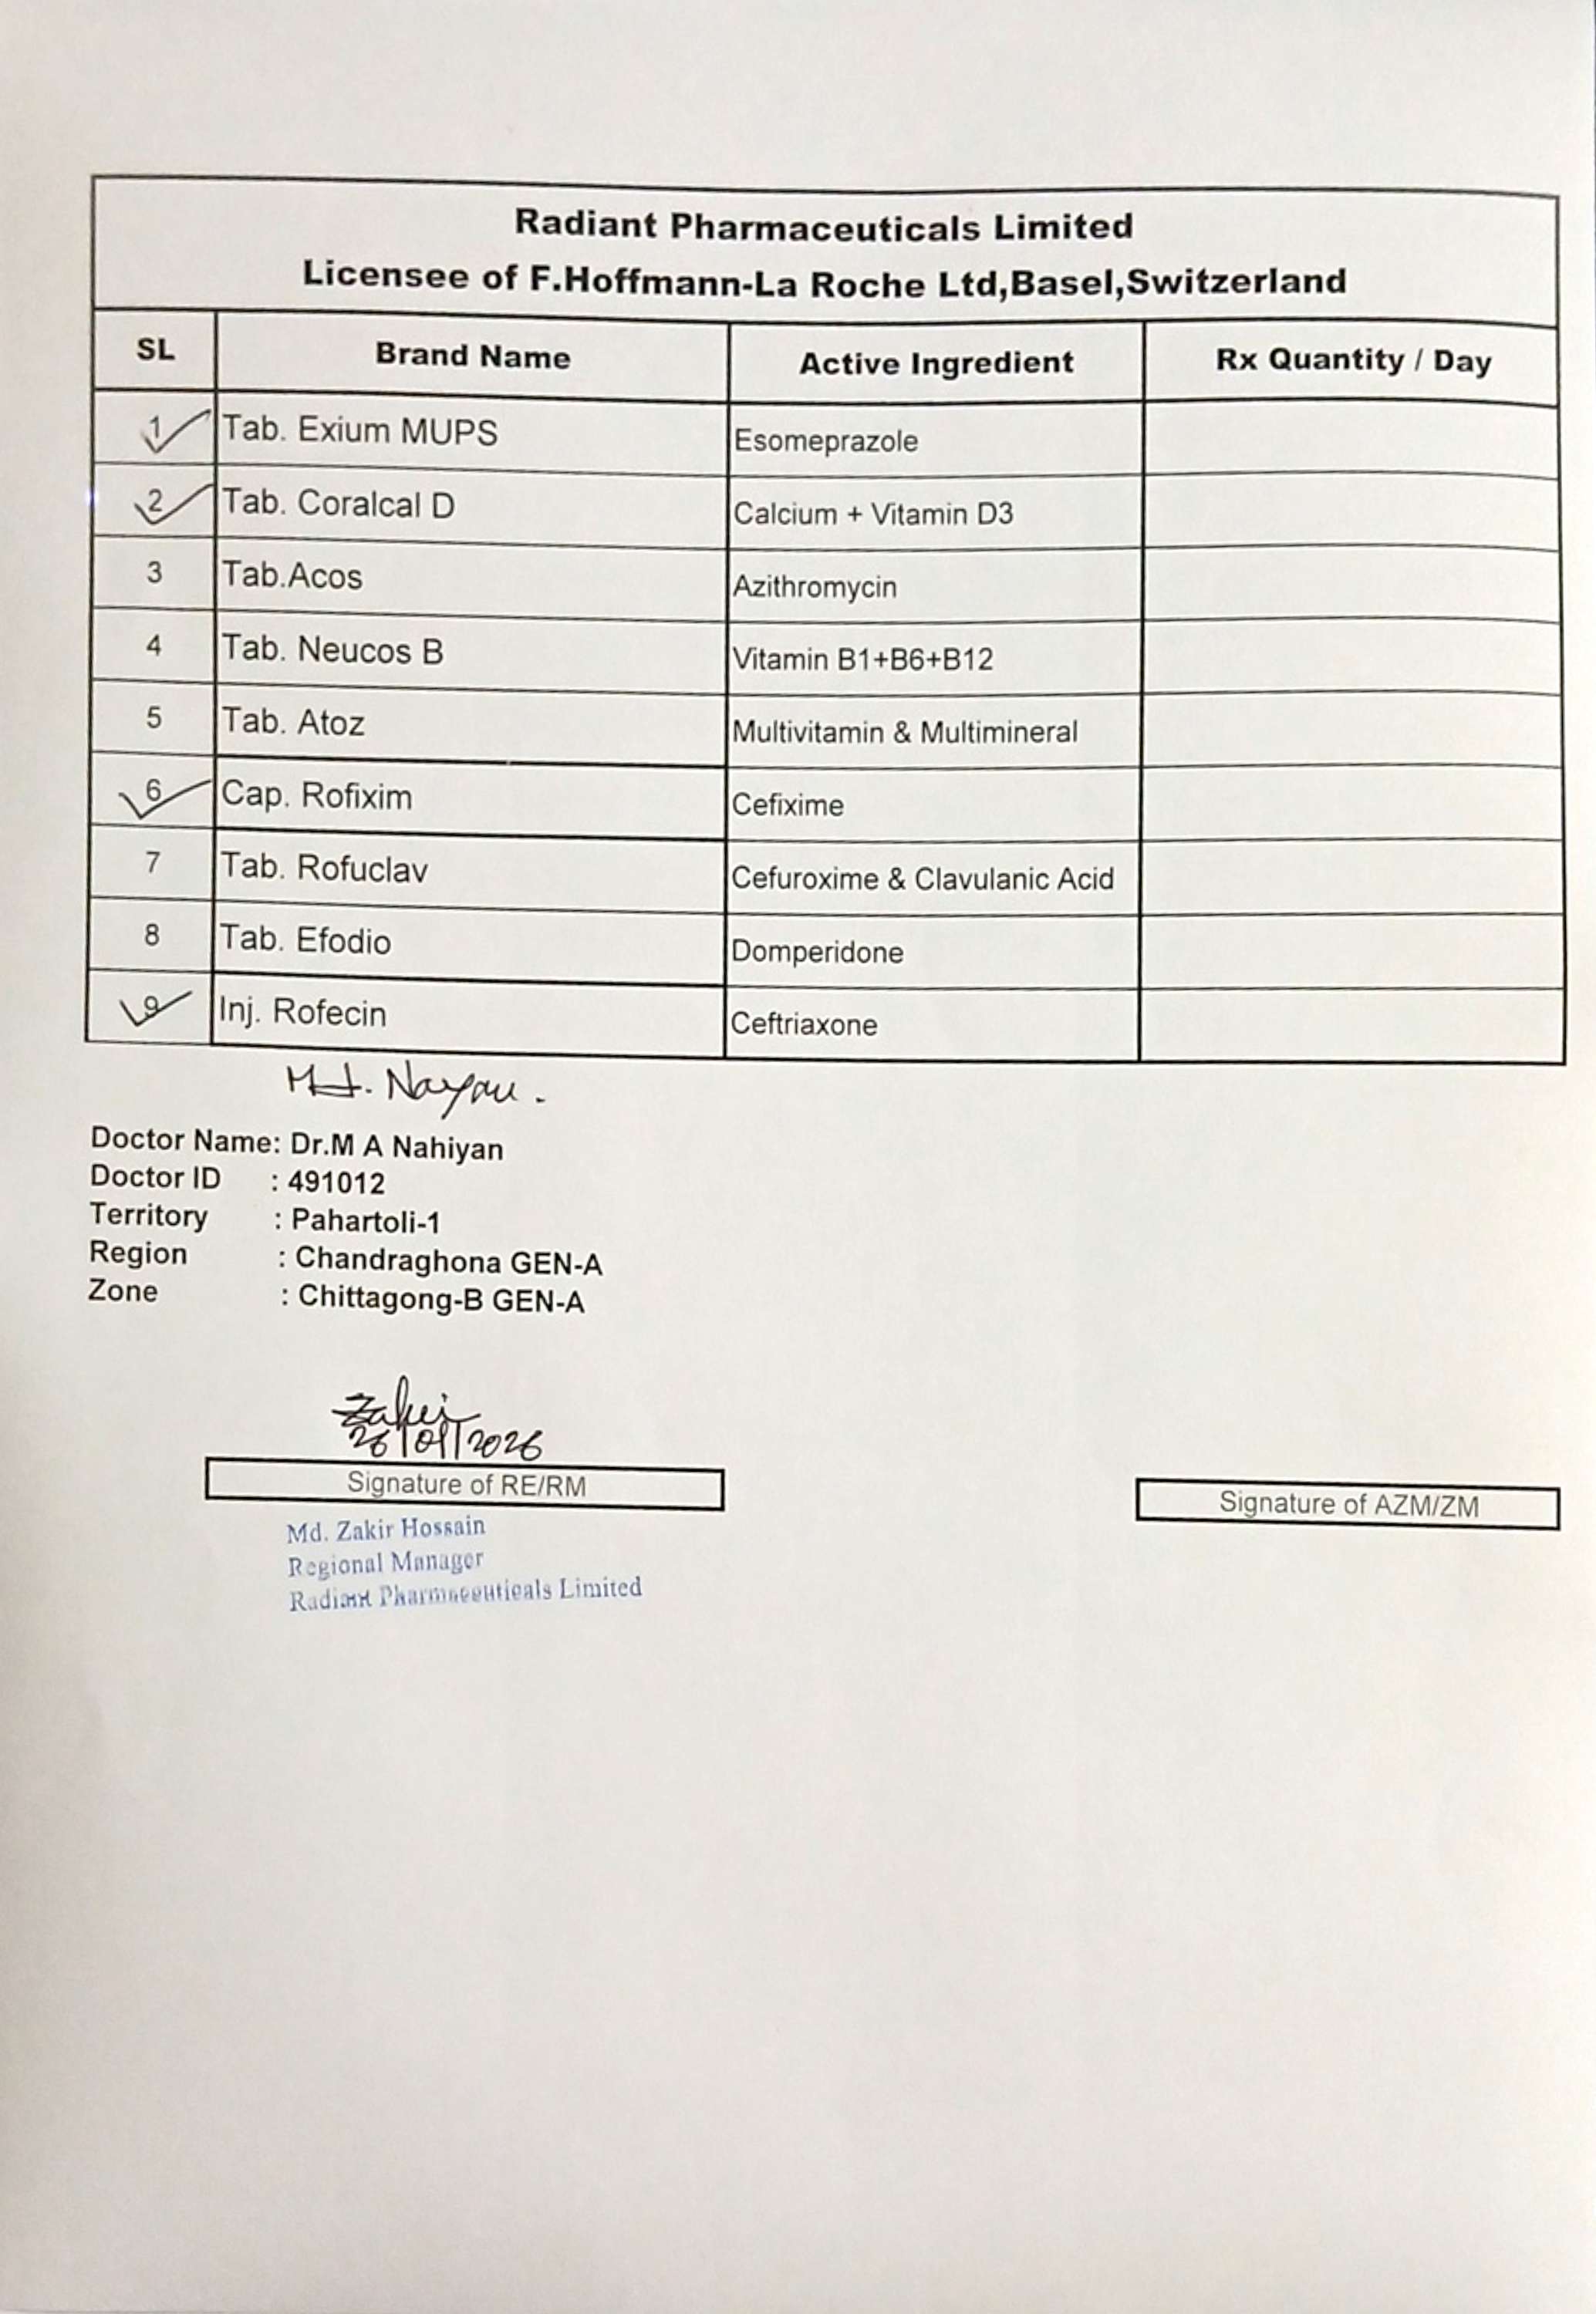 Radiant Pharmaceuticals Limited
Licensee of F.Hoffmann-La Roche Ltd,Basel,Switzerland
SL Brand Name Active Ingredient Rx Quantity / Day
1 Tab. Exium MUPS Esomeprazole
2 Tab. Coralcal D Calcium + Vitamin D3
3 Tab.Acos Azithromycin
4 Tab. Neucos B Vitamin B1+B6+B12
5 Tab. Atoz Multivitamin & Multimineral
6 Cap. Rofixim Cefixime
7 Tab. Rofuclav Cefuroxime & Clavulanic Acid
8 Tab. Efodio Domperidone
9 Inj. Rofecin Ceftriaxone
Doctor Name: Dr.M A Nahiyan
Doctor ID : 491012
Territory : Pahartoli-1
Region : Chandraghona GEN-A
Zone : Chittagong-B GEN-A
26/01/2026
Signature of RE/RM
Signature of AZM/ZM
Md. Zakir Hossain
Regional Manager
Radiant Pharmaceuticals Limited